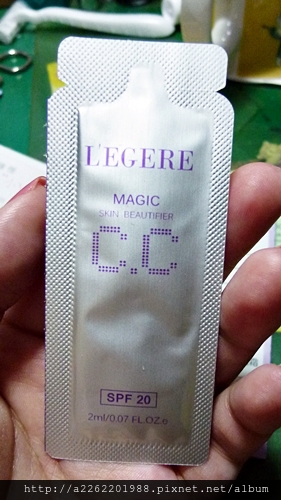 L'EGERE
MAGIC
SKIN BEAUTIFIER
C.C
SPF 20
2ml/0.07 FL.OZ.e
http://a2262201988.pixnet.net/album